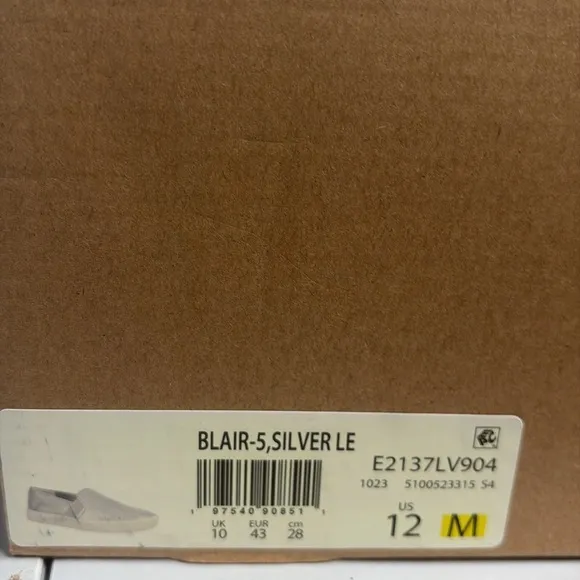 BLAIR-5,SILVER LE
E2137LV904
1023 5100523315 S4
1 97540 90851 1
UK EUR cm
10 43 28
US
12 M